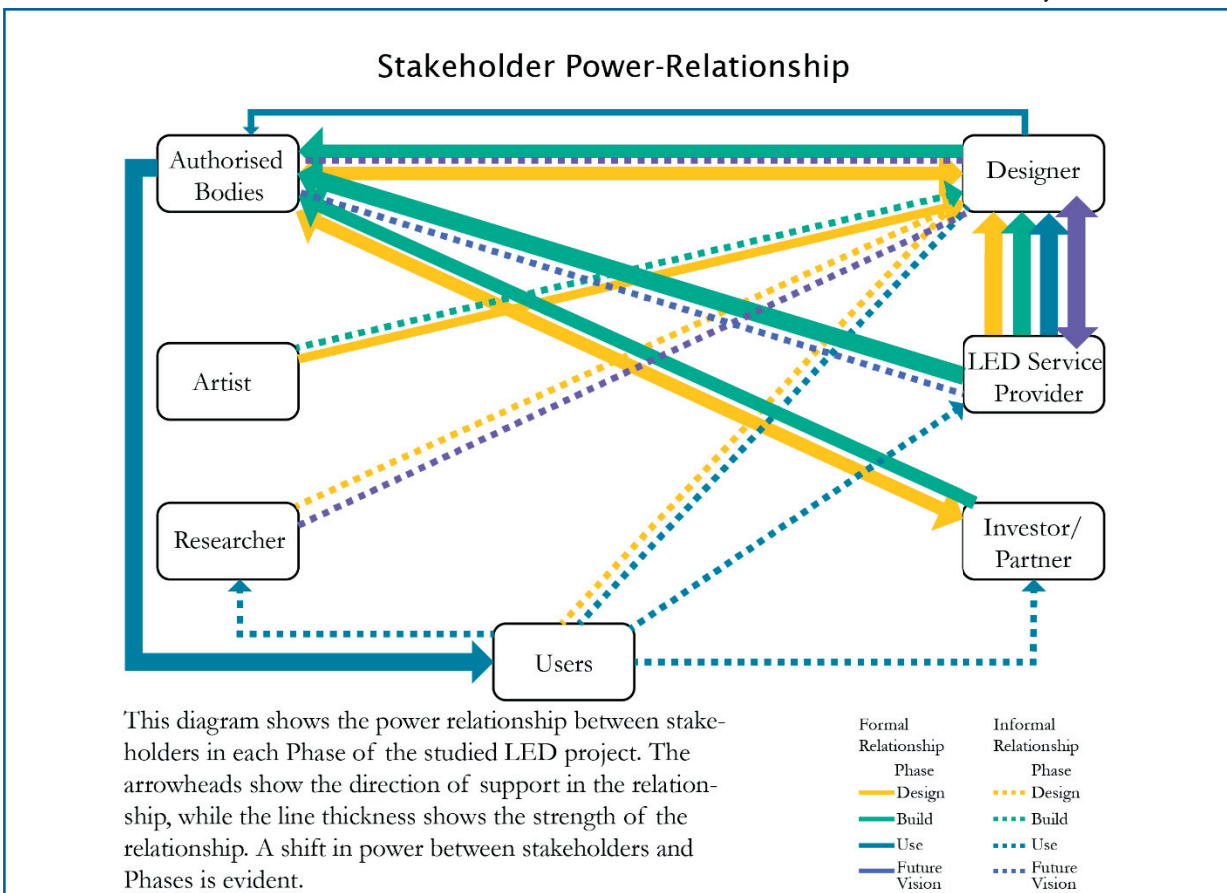 Stakeholder Power-Relationship
Authorised
Bodies
Designer
Artist
LED Service
Provider
Researcher
Investor/
Partner
Users
This diagram shows the power relationship between stake-
holders in each Phase of the studied LED project. The
arrowheads show the direction of support in the relation-
ship, while the line thickness shows the strength of the
relationship. A shift in power between stakeholders and
Phases is evident.
Formal
Relationship
Phase
Design
Build
Use
Future
Vision
Informal
Relationship
Phase
Design
Build
Use
Future
Vision